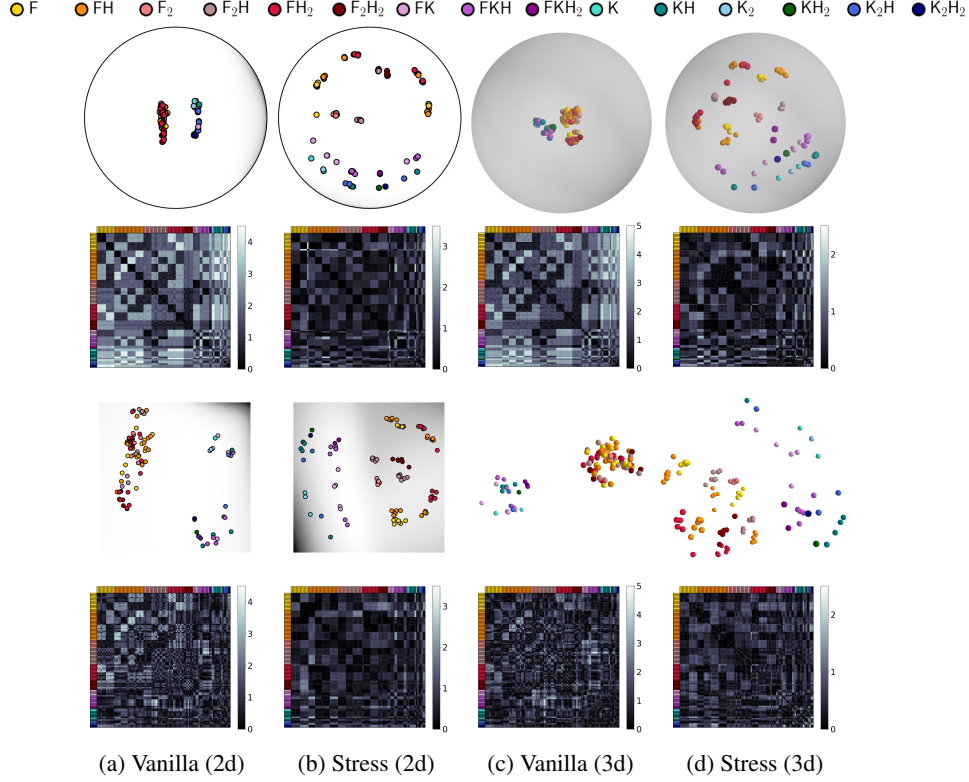 F FH F₂ F₂H FH₂ F₂H₂ FK FKH FKH₂ K KH K₂ KH₂ K₂H K₂H₂
4 3 2 1 0
3 2 1 0
5 4 3 2 1 0
2 1 0
4 3 2 1 0
3 2 1 0
5 4 3 2 1 0
2 1 0
(a) Vanilla (2d) (b) Stress (2d) (c) Vanilla (3d) (d) Stress (3d)